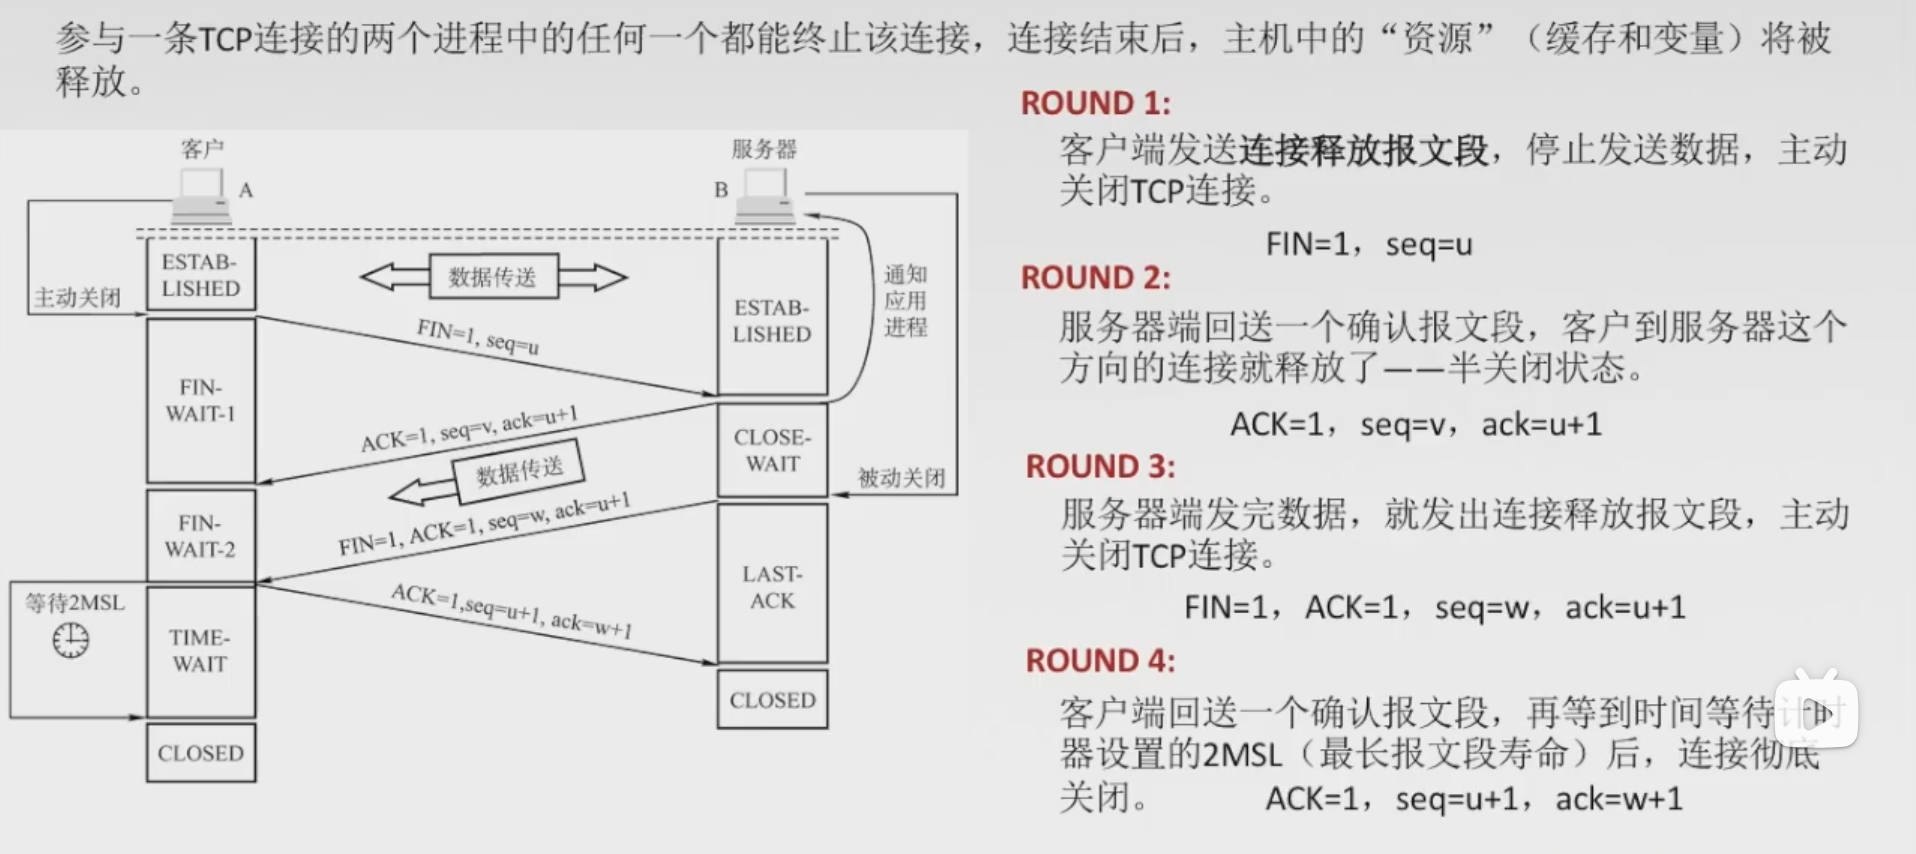 参与一条TCP连接的两个进程中的任何一个都能终止该连接，连接结束后，主机中的“资源”（缓存和变量）将被
释放。
客户
A
服务器
B
ESTAB-
LISHED
主动关闭
数据传送
通知
应用
进程
ESTAB-
LISHED
FIN=1, seq=u
FIN-
WAIT-1
ACK=1, seq=v, ack=u+1
CLOSE-
WAIT
数据传送
被动关闭
FIN-
WAIT-2
FIN=1, ACK=1, seq=w, ack=u+1
LAST-
ACK
等待2MSL
ACK=1,seq=u+1, ack=w+1
TIME-
WAIT
CLOSED
CLOSED
ROUND 1:
客户端发送连接释放报文段，停止发送数据，主动
关闭TCP连接。
FIN=1，seq=u
ROUND 2:
服务器端回送一个确认报文段，客户到服务器这个
方向的连接就释放了——半关闭状态。
ACK=1，seq=v，ack=u+1
ROUND 3:
服务器端发完数据，就发出连接释放报文段，主动
关闭TCP连接。
FIN=1，ACK=1，seq=w，ack=u+1
ROUND 4:
客户端回送一个确认报文段，再等到时间等待计时
器设置的2MSL（最长报文段寿命）后，连接彻底
关闭。
ACK=1，seq=u+1，ack=w+1